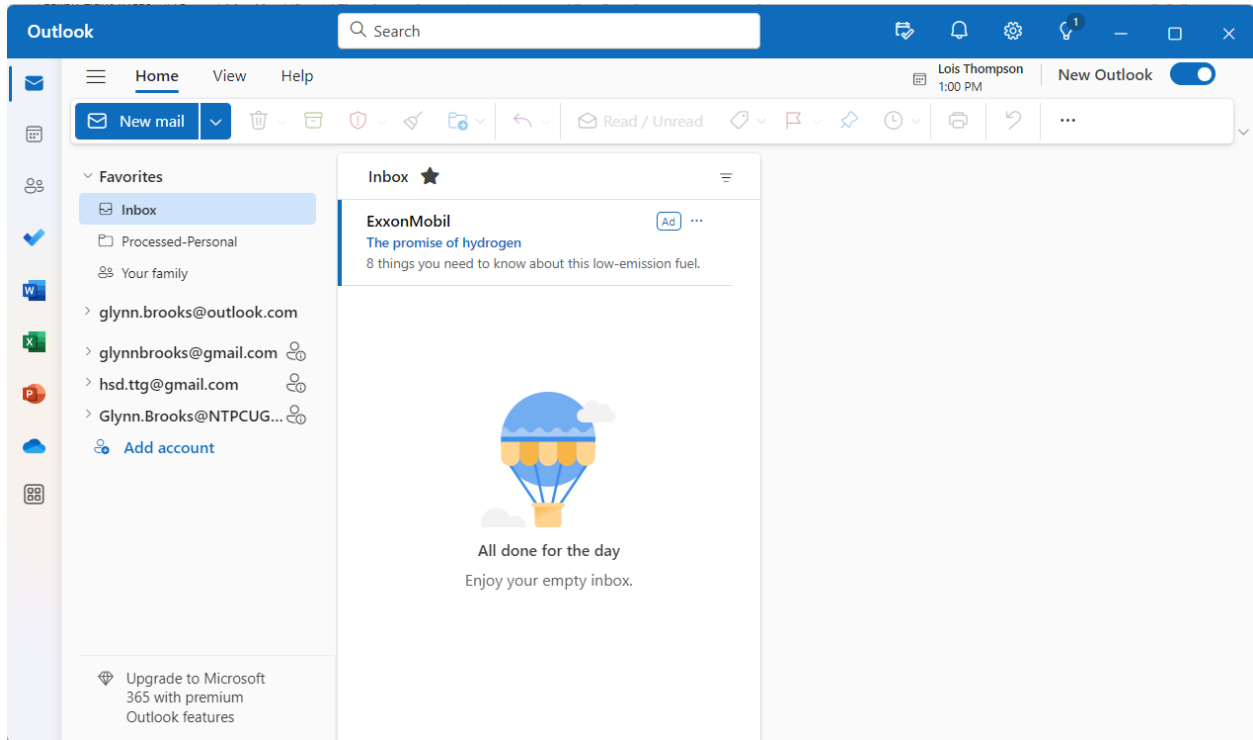 Outlook
Search
1
Home View Help
Lois Thompson
1:00 PM
New Outlook
New mail
Read / Unread
Favorites
Inbox
Processed-Personal
Your family
glynn.brooks@outlook.com
glynnbrooks@gmail.com
hsd.ttg@gmail.com
Glynn.Brooks@NTPCUG...
Add account
Upgrade to Microsoft
365 with premium
Outlook features
Inbox
ExxonMobil Ad
The promise of hydrogen
8 things you need to know about this low-emission fuel.
All done for the day
Enjoy your empty inbox.
W
X
P